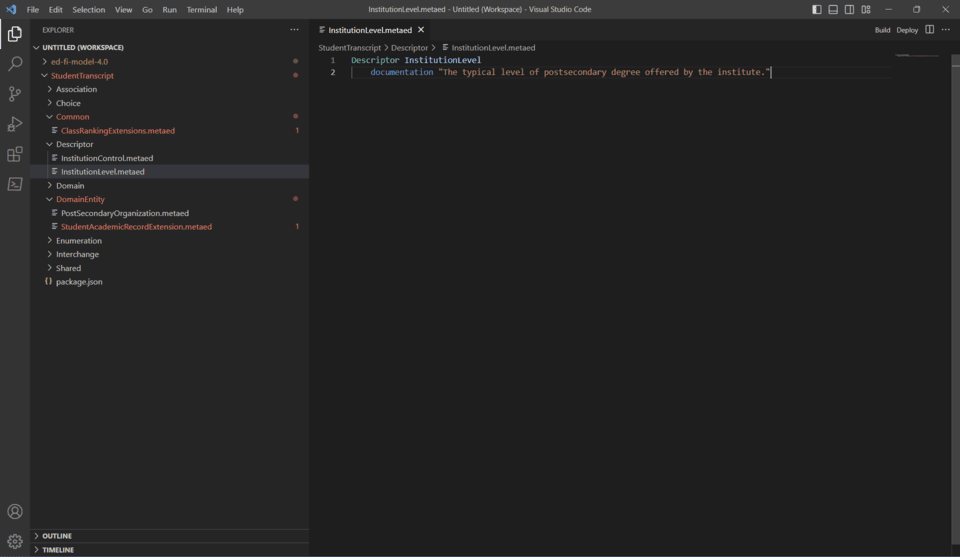 File Edit Selection View Go Run Terminal Help
InstitutionLevel.metaed - Untitled (Workspace) - Visual Studio Code
EXPLORER
UNTITLED (WORKSPACE)
ed-fi-model-4.0
StudentTranscript
Association
Choice
Common
ClassRankingExtensions.metaed 1
Descriptor
InstitutionControl.metaed
InstitutionLevel.metaed
Domain
DomainEntity
PostSecondaryOrganization.metaed
StudentAcademicRecordExtension.metaed 1
Enumeration
Interchange
Shared
{} package.json
OUTLINE
TIMELINE
InstitutionLevel.metaed
Build Deploy
StudentTranscript > Descriptor > InstitutionLevel.metaed
1 Descriptor InstitutionLevel
2 documentation "The typical level of postsecondary degree offered by the institute."